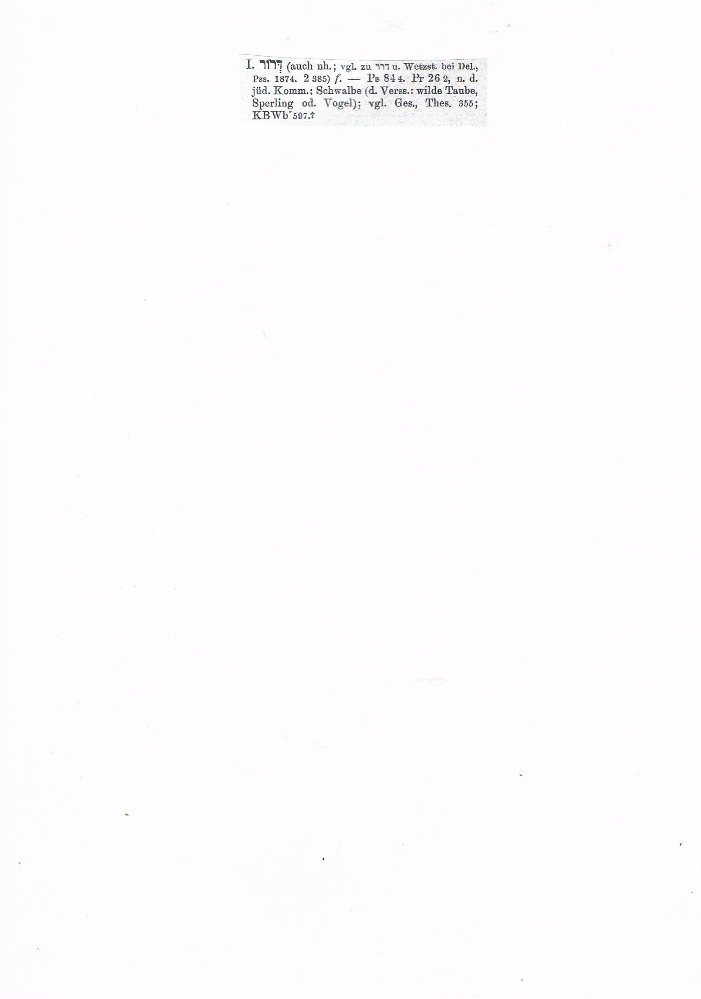 I. דְּרוֹר (auch nh.; vgl. zu דרר u. Wetzst. bei Del.,
Pss. 1874. 2 385) f. — Ps 84 4. Pr 26 2, n. d.
jüd. Komm.: Schwalbe (d. Verss.: wilde Taube,
Sperling od. Vogel); vgl. Ges., Thes. 355;
KBWb 597.†